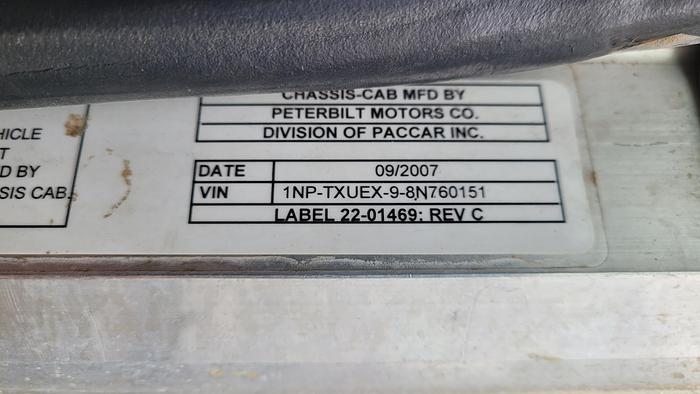 CHASSIS-CAB MFD BY
PETERBILT MOTORS CO.
DIVISION OF PACCAR INC.
HICLE
T
D BY
SIS CAB.
DATE 09/2007
VIN 1NP-TXUEX-9-8N760151
LABEL 22-01469: REV C